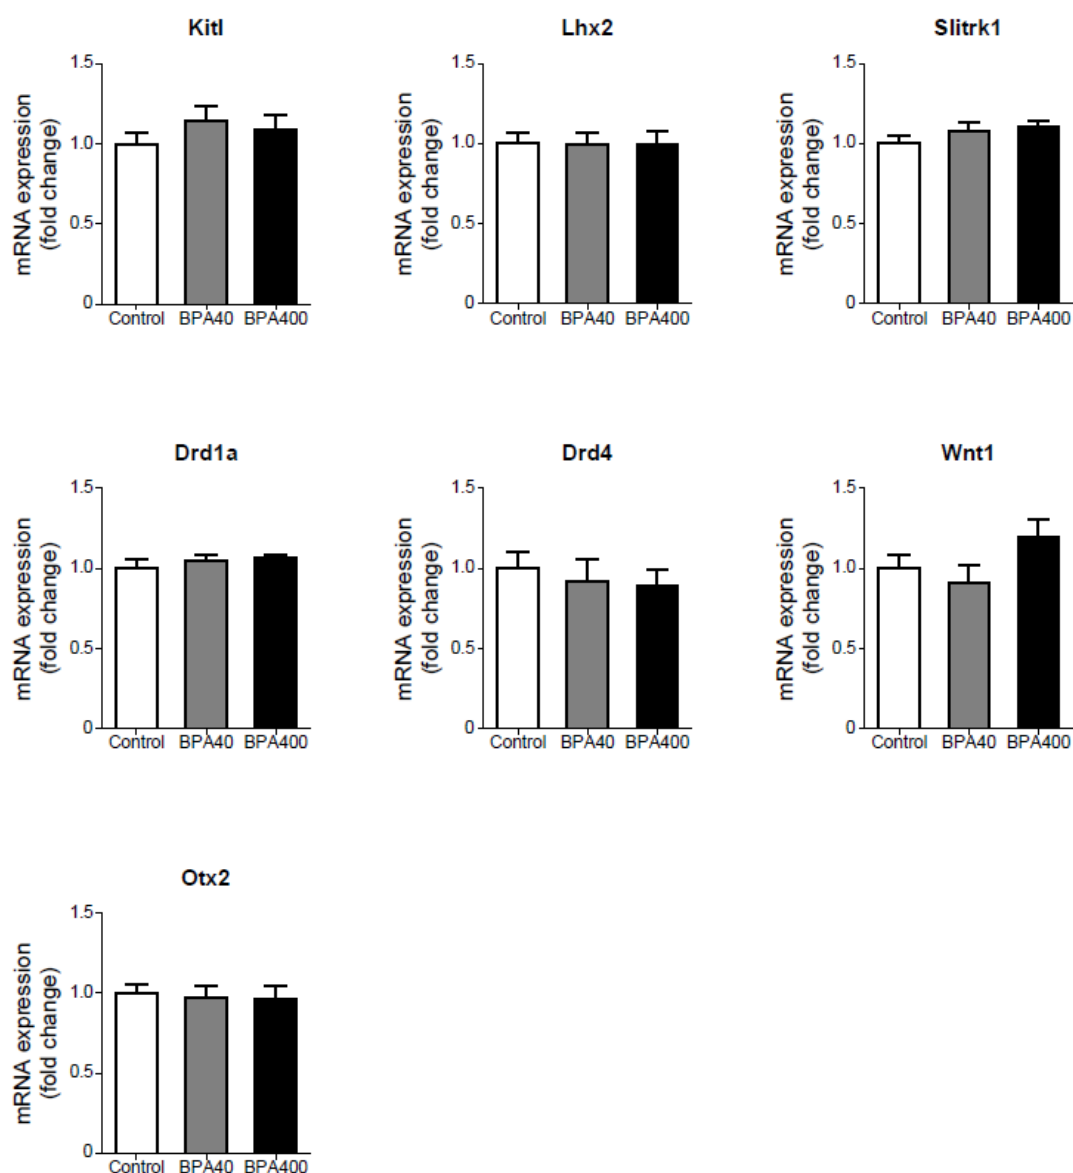 Kitl
mRNA expression
(fold change)
1.5
1.0
0.5
0
Control BPA40 BPA400
Lhx2
mRNA expression
(fold change)
1.5
1.0
0.5
0
Control BPA40 BPA400
Slitrk1
mRNA expression
(fold change)
1.5
1.0
0.5
0
Control BPA40 BPA400
Drd1a
mRNA expression
(fold change)
1.5
1.0
0.5
0
Control BPA40 BPA400
Drd4
mRNA expression
(fold change)
1.5
1.0
0.5
0
Control BPA40 BPA400
Wnt1
mRNA expression
(fold change)
1.5
1.0
0.5
0
Control BPA40 BPA400
Otx2
mRNA expression
(fold change)
1.5
1.0
0.5
0
Control BPA40 BPA400